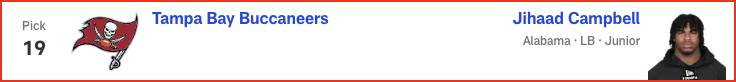 Pick
19
Tampa Bay Buccaneers
Jihaad Campbell
Alabama · LB · Junior